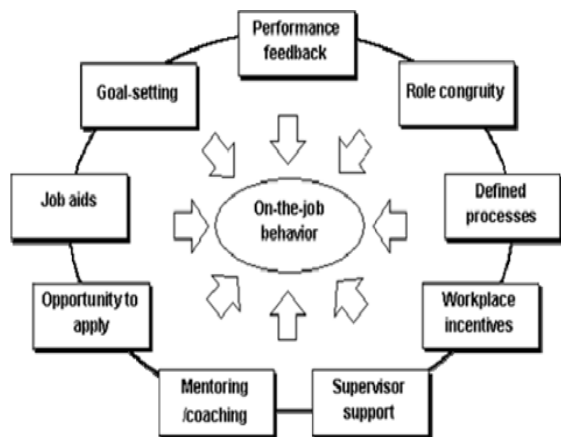 Performance
feedback
Goal-setting
Role congruity
Job aids
On-the-job
behavior
Defined
processes
Opportunity to
apply
Workplace
incentives
Mentoring
/coaching
Supervisor
support